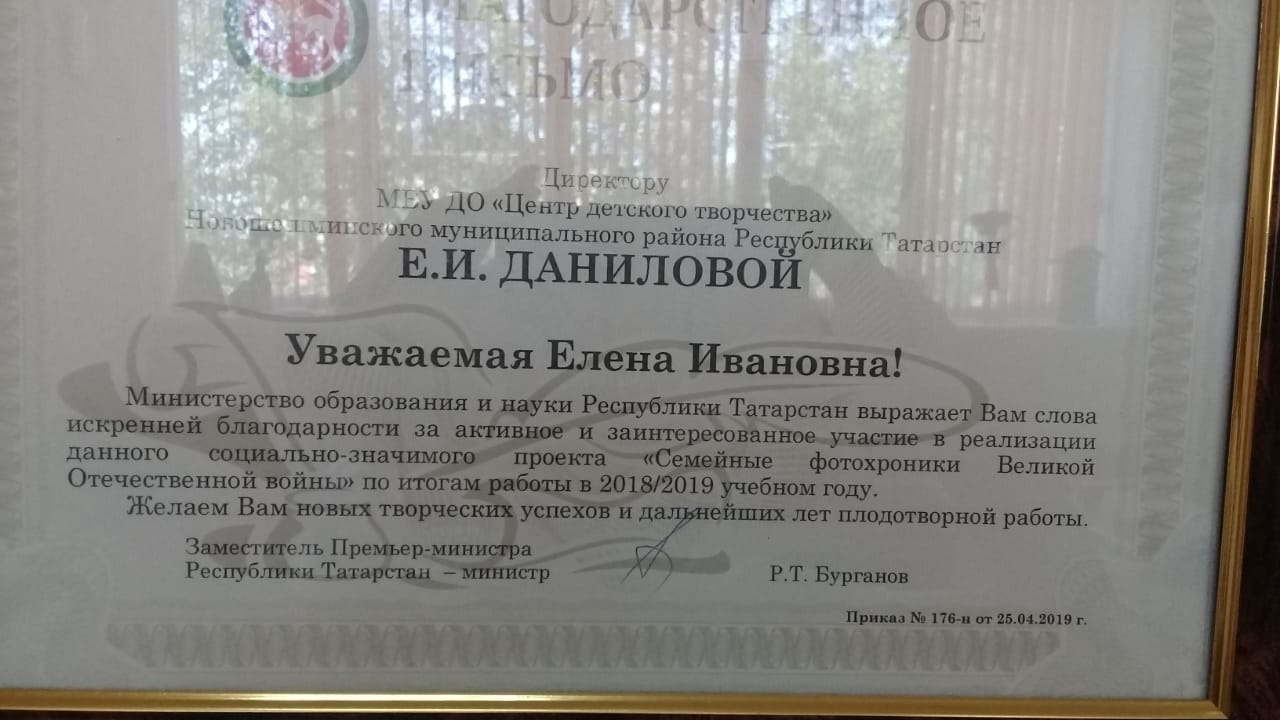 БЛАГОДАРСТВЕННОЕ
ПИСЬМО
Директору
МБУ ДО «Центр детского творчества»
Новошешминского муниципального района Республики Татарстан
Е.И. ДАНИЛОВОЙ
Уважаемая Елена Ивановна!
Министерство образования и науки Республики Татарстан выражает Вам слова
искренней благодарности за активное и заинтересованное участие в реализации
данного социально-значимого проекта «Семейные фотохроники Великой
Отечественной войны» по итогам работы в 2018/2019 учебном году.
Желаем Вам новых творческих успехов и дальнейших лет плодотворной работы.
Заместитель Премьер-министра
Республики Татарстан – министр Р.Т. Бурганов
Приказ № 176-н от 25.04.2019 г.